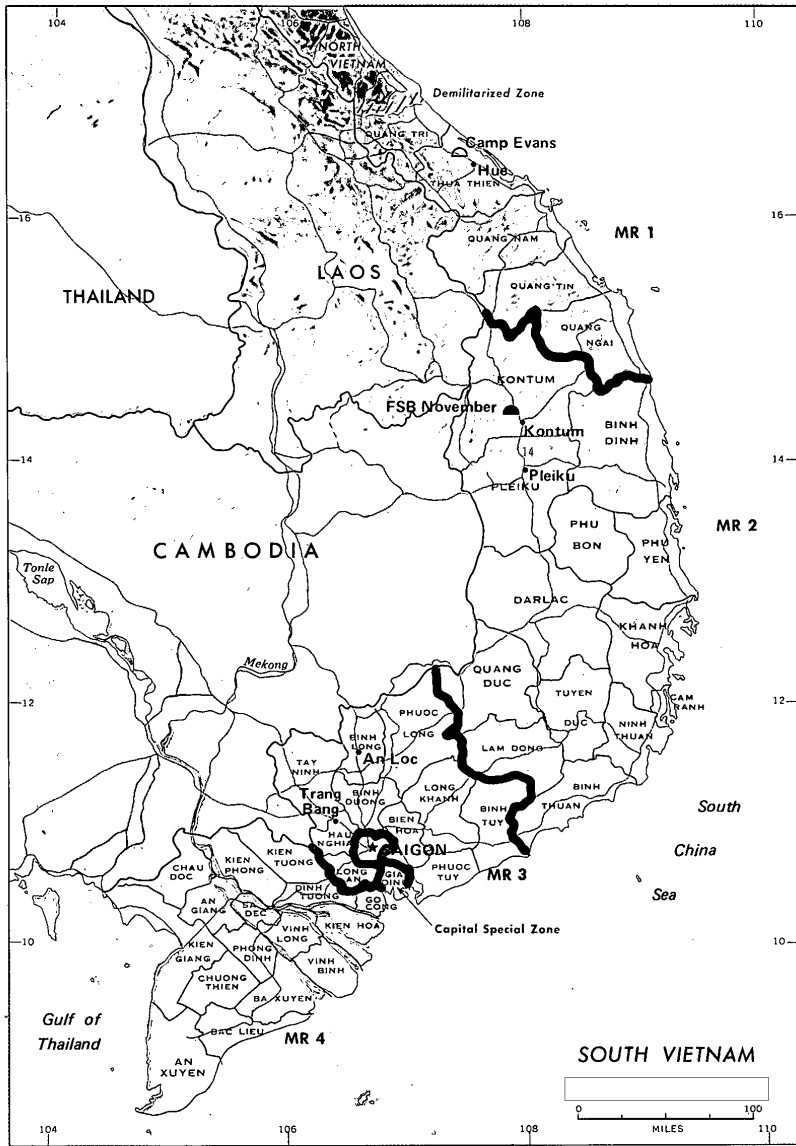 104
106
108
110
NORTH
VIETNAM
Demilitarized Zone
QUANG TRI
Camp Evans
Hue
THUA THIEN
16
16
MR 1
QUANG NAM
LAOS
THAILAND
QUANG TIN
QUANG
NGAI
KONTUM
FSB November
Kontum
BINH
DINH
14
14
14
Pleiku
PLEIKU
PHU
BON
PHU
YEN
MR 2
CAMBODIA
Tonle
Sap
DARLAC
KHANH
HOA
Mekong
QUANG
DUC
TUYEN
DUC
CAM
RANH
12
12
NINH
THUAN
PHUOC
LONG
BINH
LONG
An Loc
LAM DONG
TAY
NINH
LONG
KHANH
BINH
TUY
BINH
THUAN
BINH
DUONG
Trang
Bang
BIEN
HOA
South
China
Sea
HAU
NGHIA
SAIGON
KIEN
TUONG
KIEN
PHONG
CHAU
DOC
LONG
AN
GIA
DINH
PHUOC
TUY
MR 3
DINH
TUONG
GO
CONG
AN
GIANG
SA
DEC
Capital Special Zone
KIEN HOA
VINH
LONG
10
10
KIEN
GIANG
PHONG
DINH
VINH
BINH
CHUONG
THIEN
BA XUYEN
BAC LIEU
MR 4
Gulf of
Thailand
AN
XUYEN
SOUTH VIETNAM
0
100
MILES
104
106
108
110